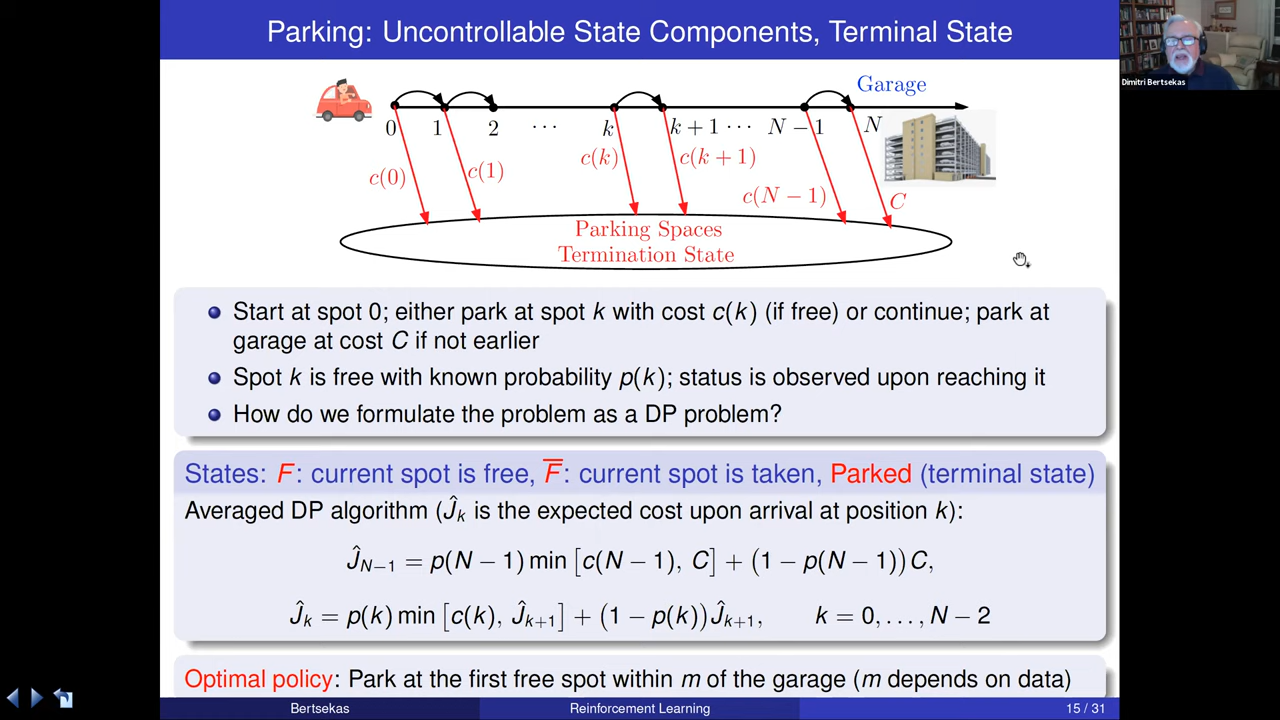 Parking: Uncontrollable State Components, Terminal State
Dimitri Bertsekas
Garage
0 1 2 ··· k k + 1 ··· N − 1 N
c(0) c(1) c(k) c(k + 1) c(N − 1) C
Parking Spaces
Termination State
Start at spot 0; either park at spot k with cost c(k) (if free) or continue; park at
garage at cost C if not earlier
Spot k is free with known probability p(k); status is observed upon reaching it
How do we formulate the problem as a DP problem?
States: F: current spot is free, F̅: current spot is taken, Parked (terminal state)
Averaged DP algorithm (Ĵ_k is the expected cost upon arrival at position k):
Ĵ_{N−1} = p(N − 1) min [c(N − 1), C] + (1 − p(N − 1))C,
Ĵ_k = p(k) min [c(k), Ĵ_{k+1}] + (1 − p(k))Ĵ_{k+1}, k = 0, . . . , N − 2
Optimal policy: Park at the first free spot within m of the garage (m depends on data)
Bertsekas Reinforcement Learning 15 / 31